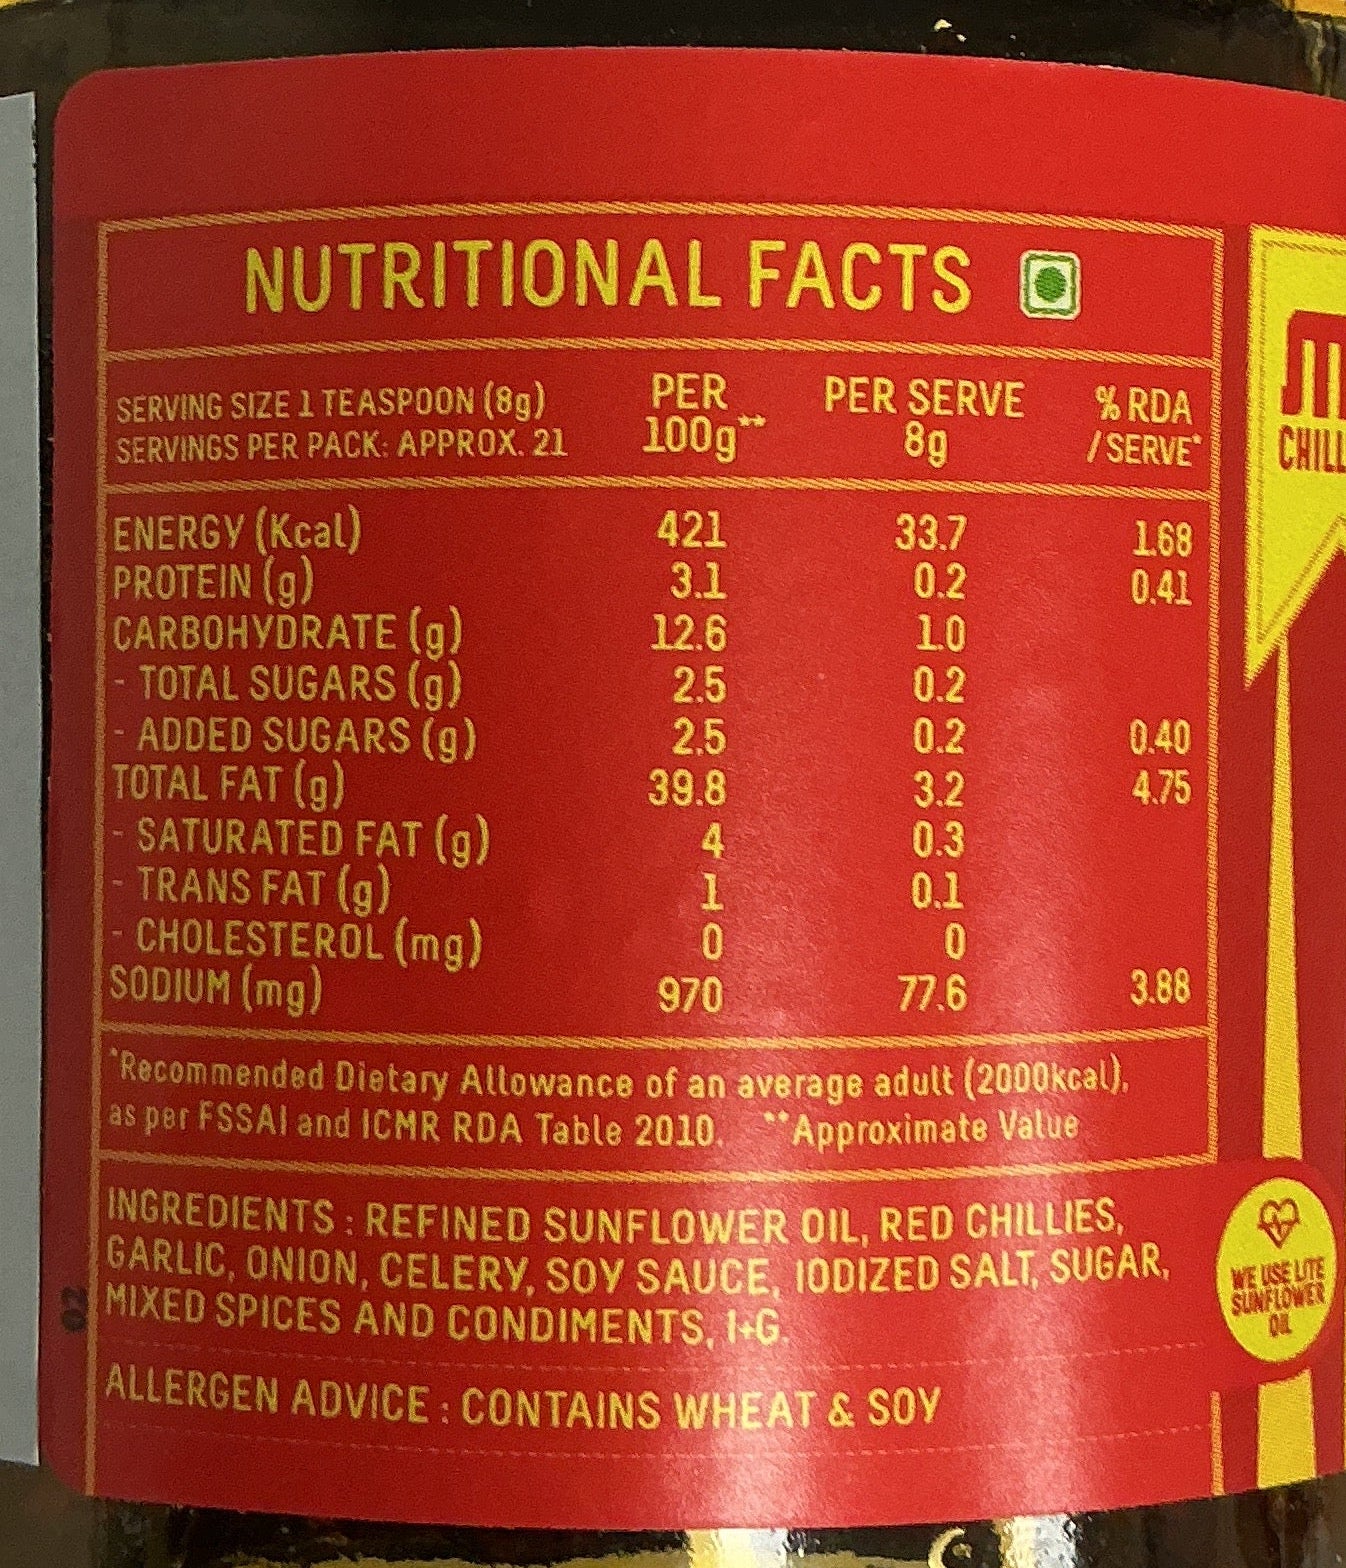 NUTRITIONAL FACTS
SERVING SIZE 1 TEASPOON (8g)
SERVINGS PER PACK: APPROX. 21
PER 100g** PER SERVE 8g % RDA /SERVE*
ENERGY (Kcal) 421 33.7 1.68
PROTEIN (g) 3.1 0.2 0.41
CARBOHYDRATE (g) 12.6 1.0
- TOTAL SUGARS (g) 2.5 0.2
- ADDED SUGARS (g) 2.5 0.2 0.40
TOTAL FAT (g) 39.8 3.2 4.75
- SATURATED FAT (g) 4 0.3
- TRANS FAT (g) 1 0.1
- CHOLESTEROL (mg) 0 0
SODIUM (mg) 970 77.6 3.88
*Recommended Dietary Allowance of an average adult (2000kcal),
as per FSSAI and ICMR RDA Table 2010. **Approximate Value
INGREDIENTS : REFINED SUNFLOWER OIL, RED CHILLIES,
GARLIC, ONION, CELERY, SOY SAUCE, IODIZED SALT, SUGAR,
MIXED SPICES AND CONDIMENTS, I+G.
ALLERGEN ADVICE : CONTAINS WHEAT & SOY
CHILL
WE USE LITE
SUNFLOWER
OIL